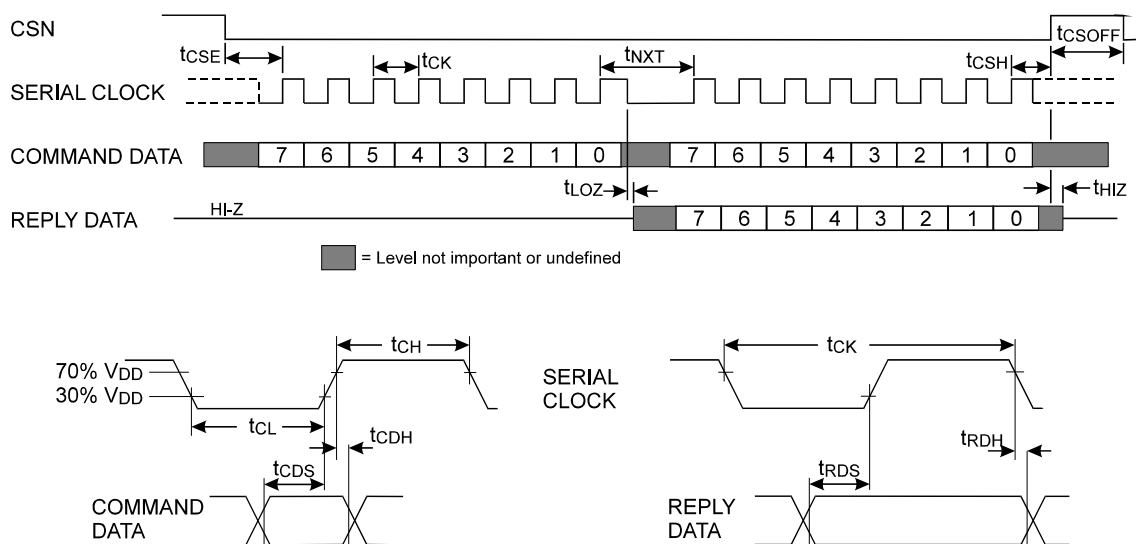 CSN
tCSE
tCK
tNXT
tCSH
tCSOFF
SERIAL CLOCK
COMMAND DATA
7 6 5 4 3 2 1 0 7 6 5 4 3 2 1 0
tLOZ
tHIZ
REPLY DATA
HI-Z
7 6 5 4 3 2 1 0
= Level not important or undefined
70% VDD
30% VDD
tCH
tCL
tCDH
tCDS
COMMAND
DATA
SERIAL
CLOCK
tCK
tRDH
tRDS
REPLY
DATA